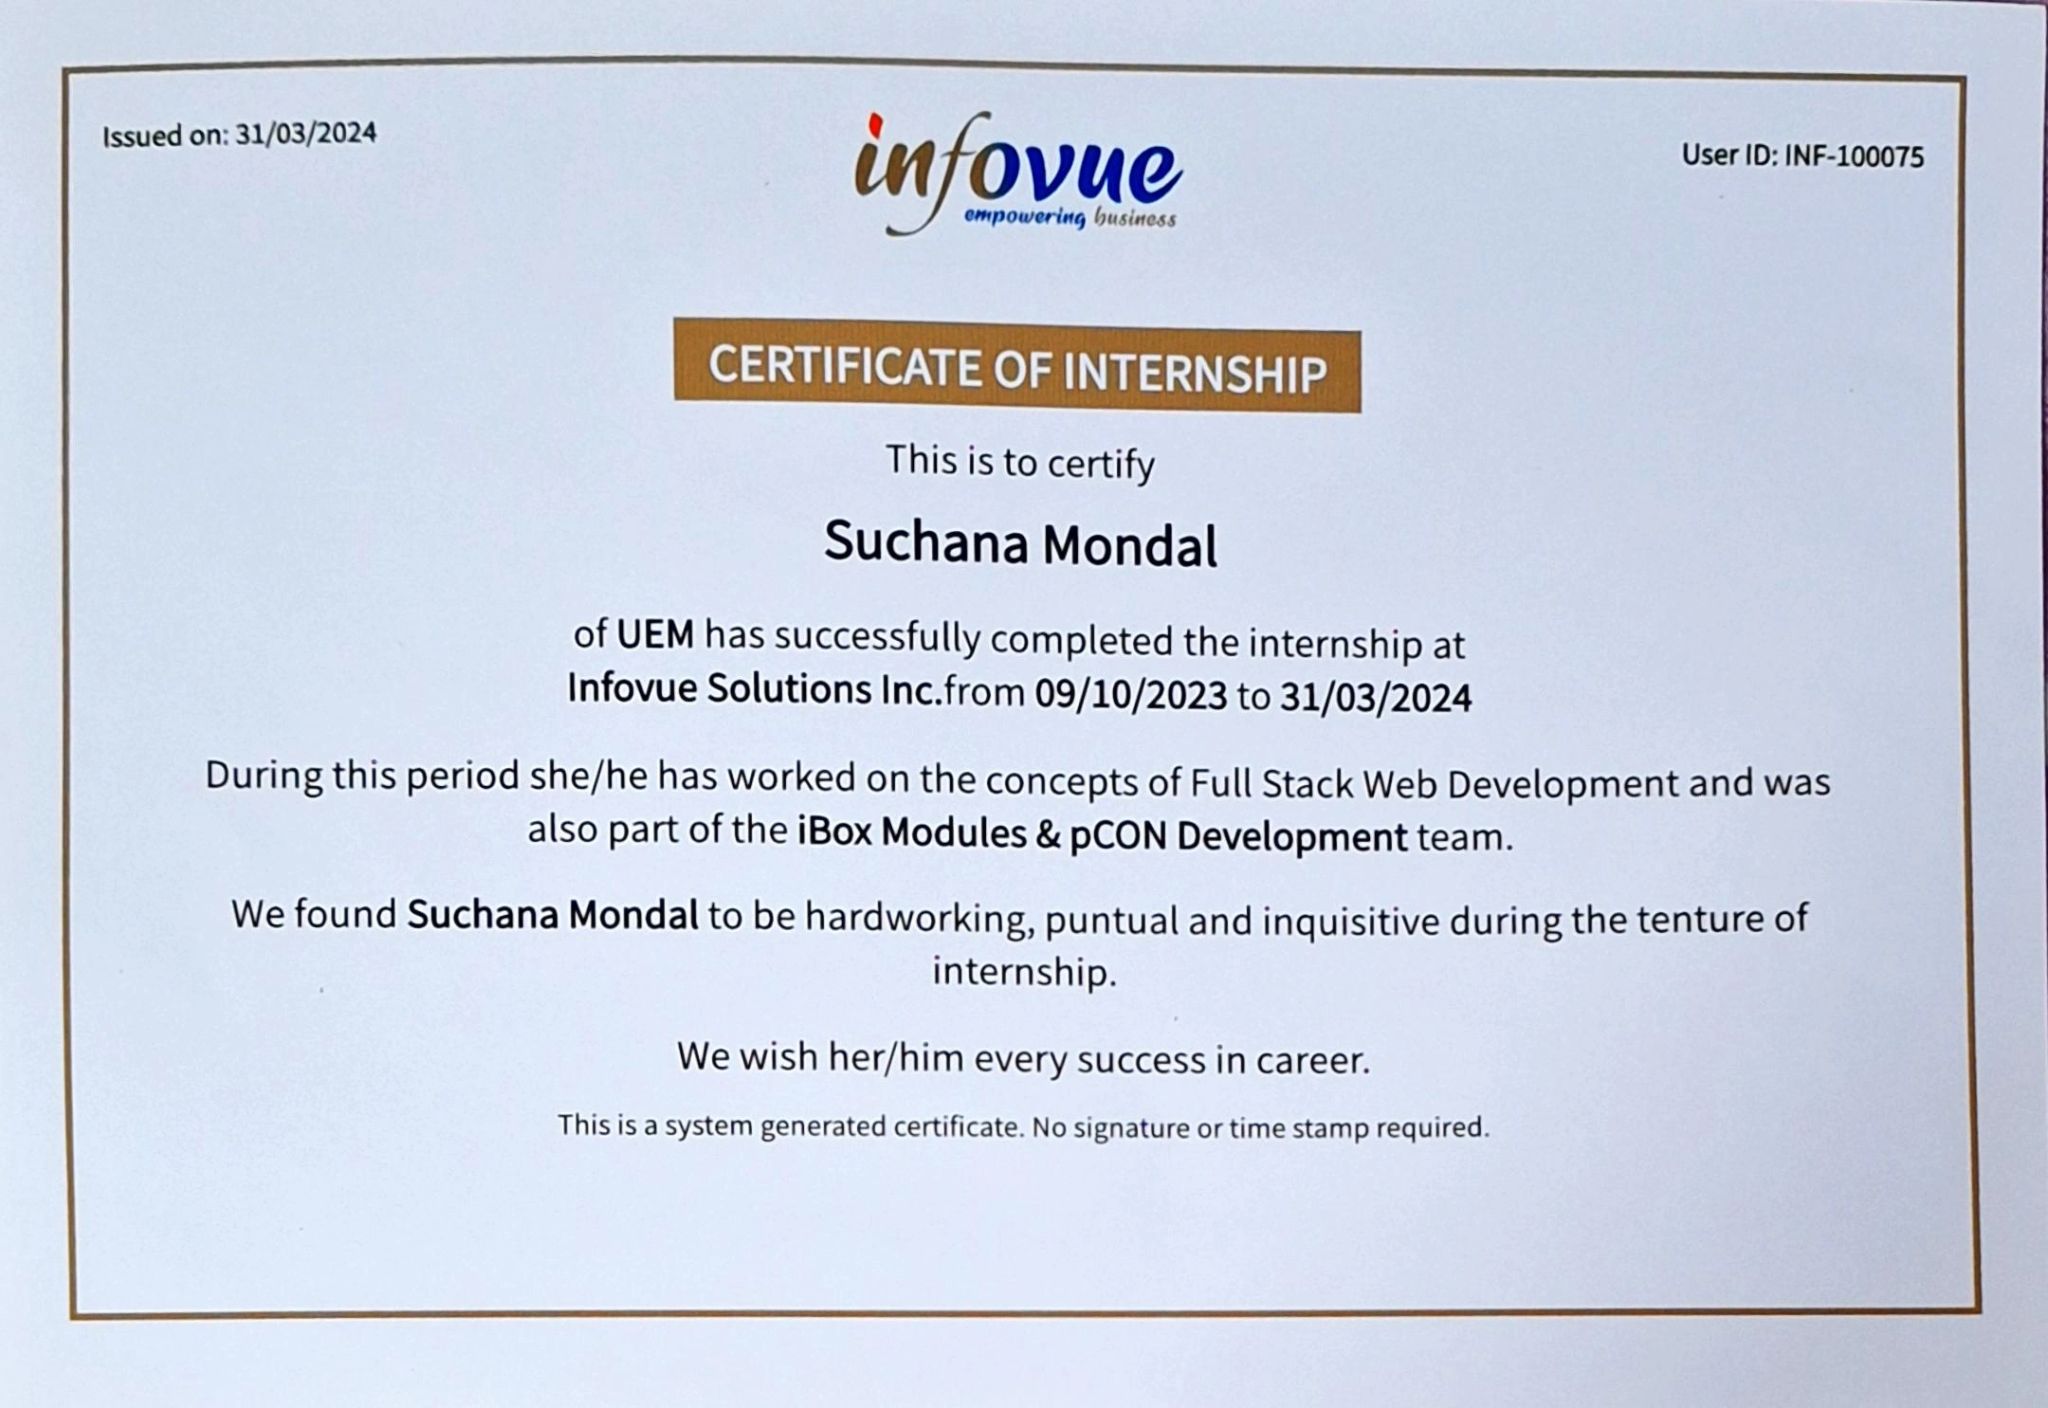 Issued on: 31/03/2024
infovue
empowering business
User ID: INF-100075
CERTIFICATE OF INTERNSHIP
This is to certify
Suchana Mondal
of UEM has successfully completed the internship at
Infovue Solutions Inc.from 09/10/2023 to 31/03/2024
During this period she/he has worked on the concepts of Full Stack Web Development and was
also part of the iBox Modules & pCON Development team.
We found Suchana Mondal to be hardworking, puntual and inquisitive during the tenture of
internship.
We wish her/him every success in career.
This is a system generated certificate. No signature or time stamp required.